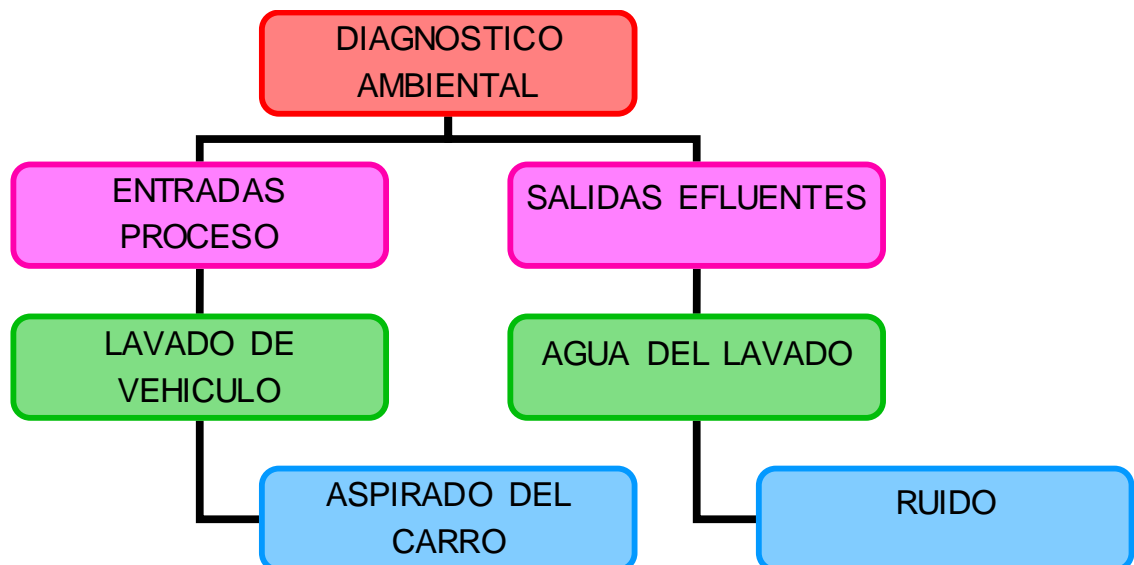 DIAGNOSTICO
AMBIENTAL
ENTRADAS
PROCESO
SALIDAS EFLUENTES
LAVADO DE
VEHICULO
AGUA DEL LAVADO
ASPIRADO DEL
CARRO
RUIDO